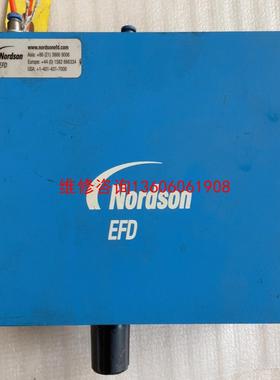 www.nordsonefd.com
Asia: +86 (21) 3866 9006
Europe: +44 (0) 1582 666334
USA: +1-401-431-7000
Nordson
EFD
维修咨询13606061908
Nordson
EFD